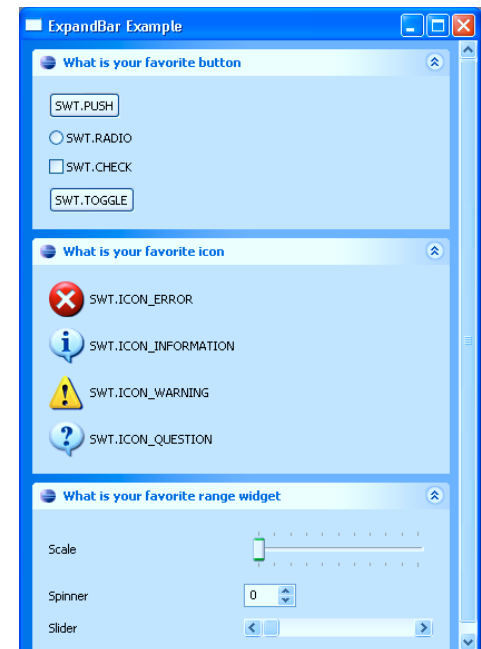 ExpandBar Example
What is your favorite button
SWT.PUSH
SWT.RADIO
SWT.CHECK
SWT.TOGGLE
What is your favorite icon
SWT.ICON_ERROR
SWT.ICON_INFORMATION
SWT.ICON_WARNING
SWT.ICON_QUESTION
What is your favorite range widget
Scale
Spinner 0
Slider